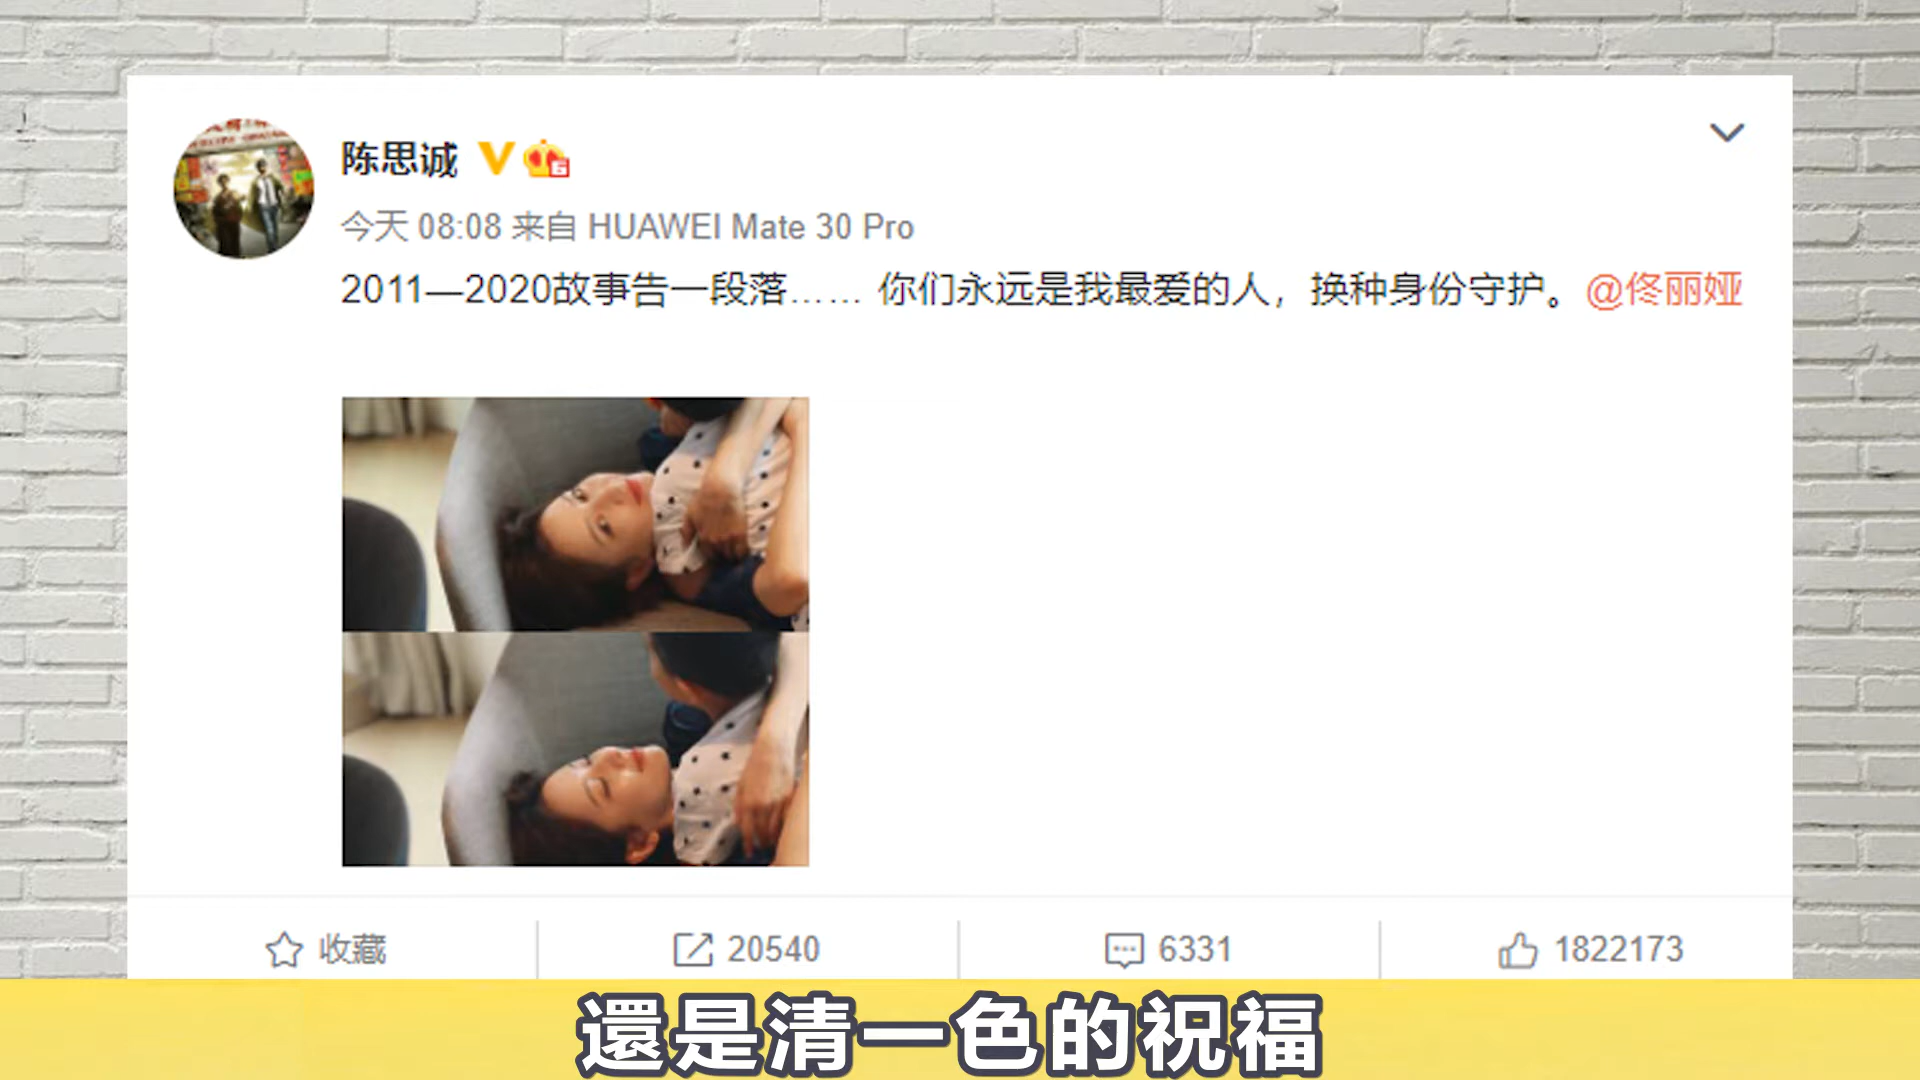 陈思诚
今天 08:08 来自 HUAWEI Mate 30 Pro
2011—2020故事告一段落…… 你们永远是我最爱的人，换种身份守护。@佟丽娅
收藏
20540
6331
1822173
還是清一色的祝福